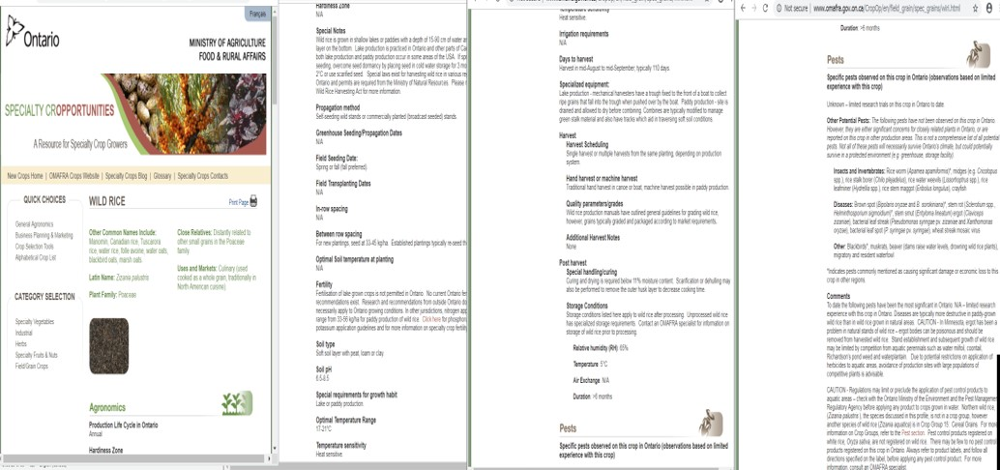 Français
Ontario
MINISTRY OF AGRICULTURE
FOOD & RURAL AFFAIRS
SPECIALTY CROPPORTUNITIES
A Resource for Specialty Crop Growers
New Crops Home | OMAFRA Crops Website | Specialty Crops Blog | Glossary | Specialty Crops Contacts
QUICK CHOICES
General Agronomics
Business Planning & Marketing
Crop Selection Tools
Alphabetical Crop List
CATEGORY SELECTION
Specialty Vegetables
Industrial
Herbs
Specialty Fruits & Nuts
Field/Grain Crops
WILD RICE
Print Page
Other Common Names Include:
Manomin, Canadian rice, Tuscarora
rice, water rice, folle avoine, water oats,
blackbird oats, marsh oats
Latin Name: Zizania palustris
Plant Family: Poaceae
Close Relatives: Distantly related to
other small grains in the Poaceae
family
Uses and Markets: Culinary (used
cooked as a whole grain, traditionally in
North American cuisine)
Agronomics
Production Life Cycle in Ontario
Annual
Hardiness Zone
Hardiness Zone
N/A
Special Notes
Wild rice is grown in shallow lakes or paddies with a depth of 15-90 cm of water
layer on the bottom. Lake production is practiced in Ontario and other parts of Ca
both lake production and paddy production occur in some areas of the USA. If sp
seeding, overcome seed dormancy by placing seed in cold water storage for 3 m
2°C or use scarified seed. Special laws exist for harvesting wild rice in various re
Ontario and permits are required from the Ministry of Natural Resources. Please
Wild Rice Harvesting Act for more information.
Propagation method
Self-seeding wild stands or commercially planted (broadcast seeded) stands.
Greenhouse Seeding/Propagation Dates
N/A
Field Seeding Date:
Spring or fall (fall preferred)
Field Transplanting Dates
N/A
In-row spacing
N/A
Between row spacing
For new plantings, seed at 33-45 kg/ha. Established plantings typically re-seed th
Optimal Soil temperature at planting
N/A
Fertility
Fertilisation of lake grown crops is not permitted in Ontario. No current Ontario fer
recommendations exist. Research and recommendations from outside Ontario do
necessarily apply to Ontario growing conditions. In other jurisdictions, nitrogen app
range from 33-56 kg/ha for paddy production of wild rice. Click here for phosphor
potassium application guidelines and for more information on specialty crop fertili
Soil type
Soft soil layer with peat, loam or clay.
Soil pH
6.5-8.5
Special requirements for growth habit
Lake or paddy production.
Optimal Temperature Range
17-21°C
Temperature sensitivity
Heat sensitive.
Temperature sensitivity
Heat sensitive.
Irrigation requirements
N/A
Days to harvest
Harvest in mid-August to mid-September, typically 110 days.
Specialized equipment:
Lake production - mechanical harvesters have a trough fixed to the front of a boat to collect
ripe grains that fall into the trough when pushed over by the boat. Paddy production - site is
drained and allowed to dry before combining. Combines are typically modified to manage
green stalk material and also have tracks which aid in traversing soft soil conditions.
Harvest
Harvest Scheduling
Single harvest or multiple harvests from the same planting, depending on production
system.
Hand harvest or machine harvest
Traditional hand harvest in canoe or boat; machine harvest possible in paddy production.
Quality parameters/grades
Wild rice production manuals have outlined general guidelines for grading wild rice,
however, grains typically graded and packaged according to market requirements.
Additional Harvest Notes
None
Post harvest
Special handling/curing
Curing and drying is required below 11% moisture content. Scarification or dehulling may
also be performed to remove the outer husk layer to decrease cooking time.
Storage Conditions
Storage conditions listed here apply to wild rice after processing. Unprocessed wild rice
has specialized storage requirements. Contact an OMAFRA specialist for information on
storage of wild rice prior to processing.
Relative humidity (RH) 65%
Temperature 5°C
Air Exchange N/A
Duration >6 months
Pests
Specific pests observed on this crop in Ontario (observations based on limited
experience with this crop)
Not secure | www.omafra.gov.on.ca/CropOp/en/field_grain/spec_grains/wiri.html
Duration: >6 months
Pests
Specific pests observed on this crop in Ontario (observations based on limited
experience with this crop)
Unknown – limited research trials on this crop in Ontario to date.
Other Potential Pests: The following pests have not been observed on this crop in Ontario
However, they are either significant concerns for closely related plants in Ontario, or are
reported on this crop in other production areas. This is not a comprehensive list of all potential
pests. Not all of these pests will necessarily survive Ontario's climate, but could potentially
survive in a protected environment (e.g. greenhouse, storage facility)
Insects and Invertebrates: Rice worm (Apamea apamiformis)*, midges (e.g. Cricotopus
spp.), rice stalk borer (Chilo plejadelus), rice water weevils (Lissorhoptrus spp.), rice
leafminer (Hydrellia spp.), rice stem maggot (Eribolus longulus), crayfish
Diseases: Brown spot (Bipolaris oryzae and B. sorokiniana)*, stem rot (Sclerotium spp.,
Helminthosporium sigmoideum)*, stem smut (Entyloma lineatum) ergot (Claviceps
zizaniae), bacterial leaf streak (Pseudomonas syringae pv. zizaniae and Xanthomonas
oryzae), bacterial leaf spot (P. syringae pv. syringae), wheat streak mosaic virus
Other: Blackbirds*, muskrats, beaver (dams raise water levels, drowning wild rice plants),
migratory and resident waterfowl
*Indicates pests commonly mentioned as causing significant damage or economic loss to this
crop in other regions.
Comments
To date the following pests have been the most significant in Ontario: N/A – limited research
experience with this crop in Ontario. Diseases are typically more destructive in paddy-grown
wild rice than wild rice grown in natural areas. CAUTION - In Minnesota, ergot has been a
problem in natural stands of wild rice – ergot bodies can be poisonous and should be
removed from harvested wild rice. Stand establishment and subsequent growth of wild rice
may be limited by competition from aquatic perennials such as water milfoil, coontail,
Richardson's pond weed and waterplantain. Due to potential restrictions on application of
herbicides to aquatic areas, avoidance of production sites with large populations of
competitive plants is advisable.
CAUTION - Regulations may limit or preclude the application of pest control products to
aquatic areas – check with the Ontario Ministry of the Environment and the Pest Management
Regulatory Agency before applying any product to crops grown in water. Northern wild rice,
(Zizania palustris ), the species discussed in this profile, is not in a crop group, however
another species of wild rice (Zizania aquatica) is in Crop Group 15: Cereal Grains. For more
information on Crop Groups, refer to the Pest section. Pest control products registered on
white rice, Oryza sativa, are not registered on wild rice. There may be few to no pest control
products registered on this crop in Ontario. Always refer to product labels, and follow all
directions specified on the label, before applying any pest control product. For more
information, consult an OMAFRA specialist.